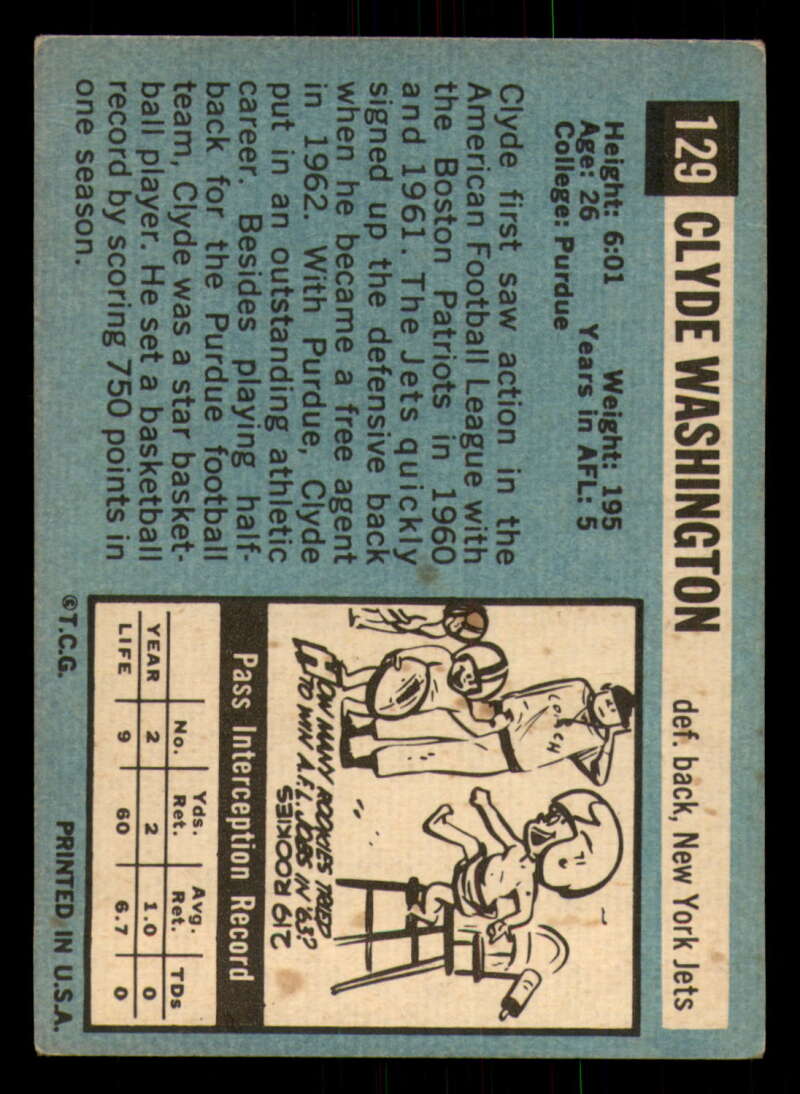 129 CLYDE WASHINGTON def. back, New York Jets
Height: 6:01 Weight: 195
Age: 26 Years in AFL: 5
College: Purdue
Clyde first saw action in the
American Football League with
the Boston Patriots in 1960
and 1961. The Jets quickly
signed up the defensive back
when he became a free agent
in 1962. With Purdue, Clyde
put in an outstanding athletic
career. Besides playing half-
back for the Purdue football
team, Clyde was a star basket-
ball player. He set a basketball
record by scoring 750 points in
one season.
COACH
HOW MANY ROOKIES TRIED
TO WIN A.F.L. JOBS IN '63?
219 ROOKIES
Pass Interception Record
No. Yds. Ret. Avg. Ret. TDs
YEAR 2 2 1.0 0
LIFE 9 60 6.7 0
©T.C.G. PRINTED IN U.S.A.